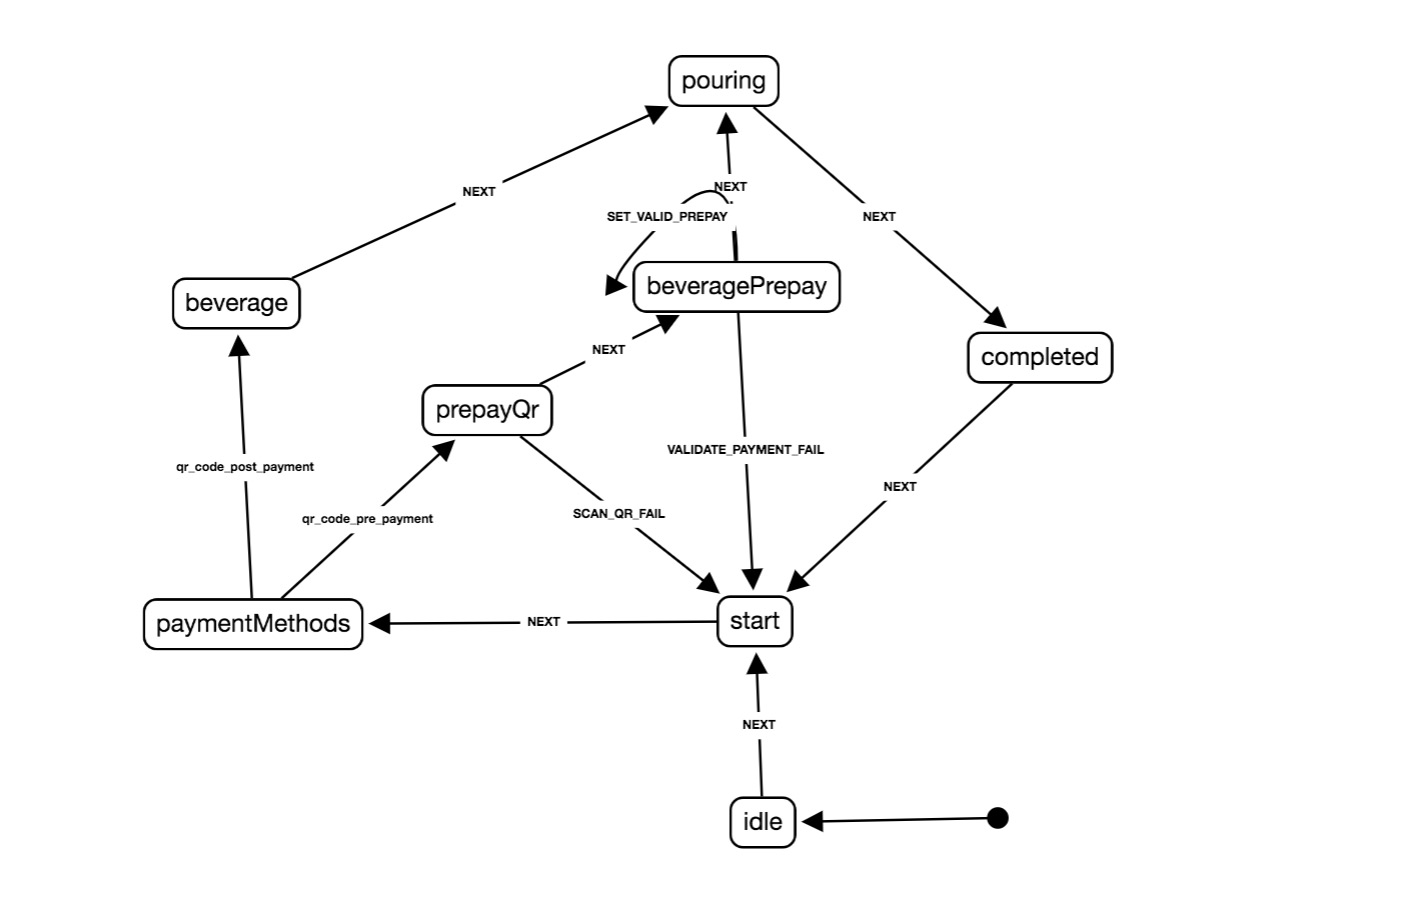 pouring
NEXT
NEXT
SET_VALID_PREPAY
NEXT
beveragePrepay
beverage
NEXT
completed
prepayQr
VALIDATE_PAYMENT_FAIL
qr_code_post_payment
NEXT
SCAN_QR_FAIL
qr_code_pre_payment
paymentMethods
NEXT
start
NEXT
idle